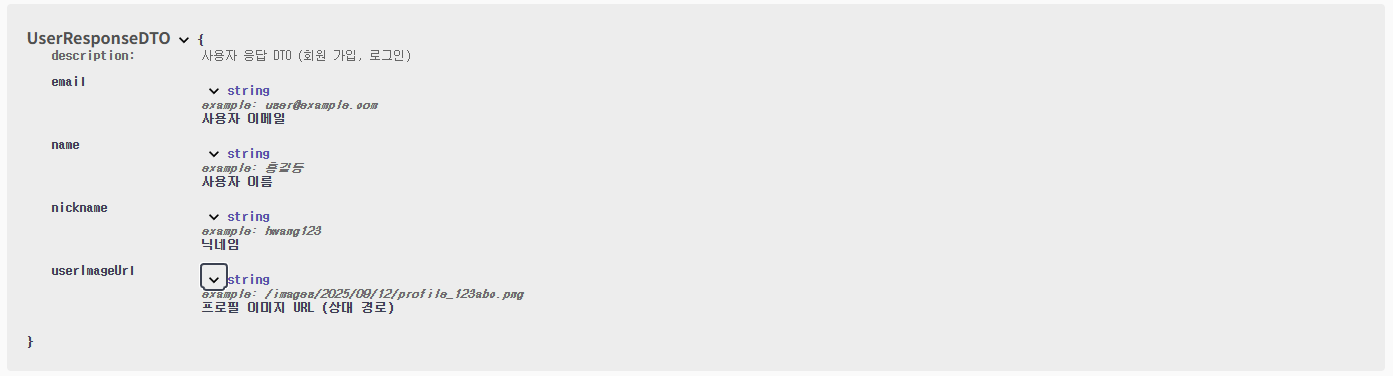 UserResponseDTO {
description: 사용자 응답 DTO (회원 가입, 로그인)
email string
example: user@example.com
사용자 이메일
name string
example: 홍길동
사용자 이름
nickname string
example: hwang123
닉네임
userImageUrl string
example: /images/2025/09/12/profile_123abc.png
프로필 이미지 URL (상대 경로)
}